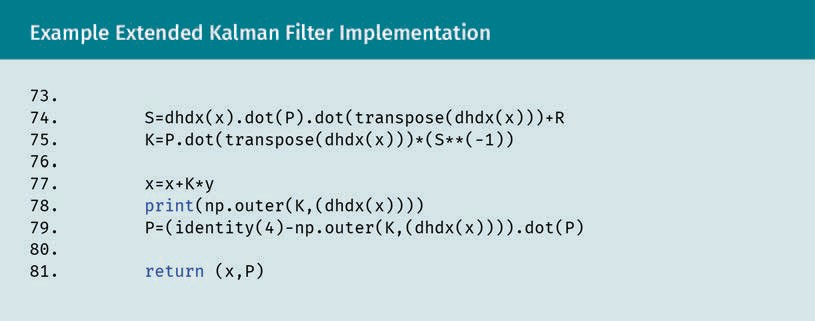 Example Extended Kalman Filter Implementation
73.
74. S=dhdx(x).dot(P).dot(transpose(dhdx(x)))+R
75. K=P.dot(transpose(dhdx(x)))*(S**(-1))
76.
77. x=x+K*y
78. print(np.outer(K,(dhdx(x))))
79. P=(identity(4)-np.outer(K,(dhdx(x)))).dot(P)
80.
81. return (x,P)